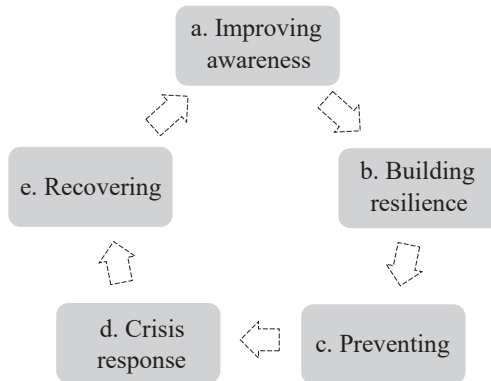 a. Improving
awareness
b. Building
resilience
c. Preventing
d. Crisis
response
e. Recovering